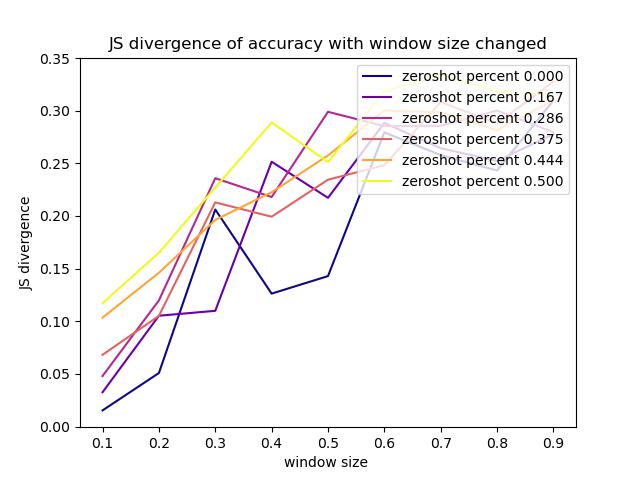 JS divergence of accuracy with window size changed
0.35
0.30
0.25
0.20
0.15
0.10
0.05
0.00
JS divergence
zeroshot percent 0.000
zeroshot percent 0.167
zeroshot percent 0.286
zeroshot percent 0.375
zeroshot percent 0.444
zeroshot percent 0.500
0.1 0.2 0.3 0.4 0.5 0.6 0.7 0.8 0.9
window size